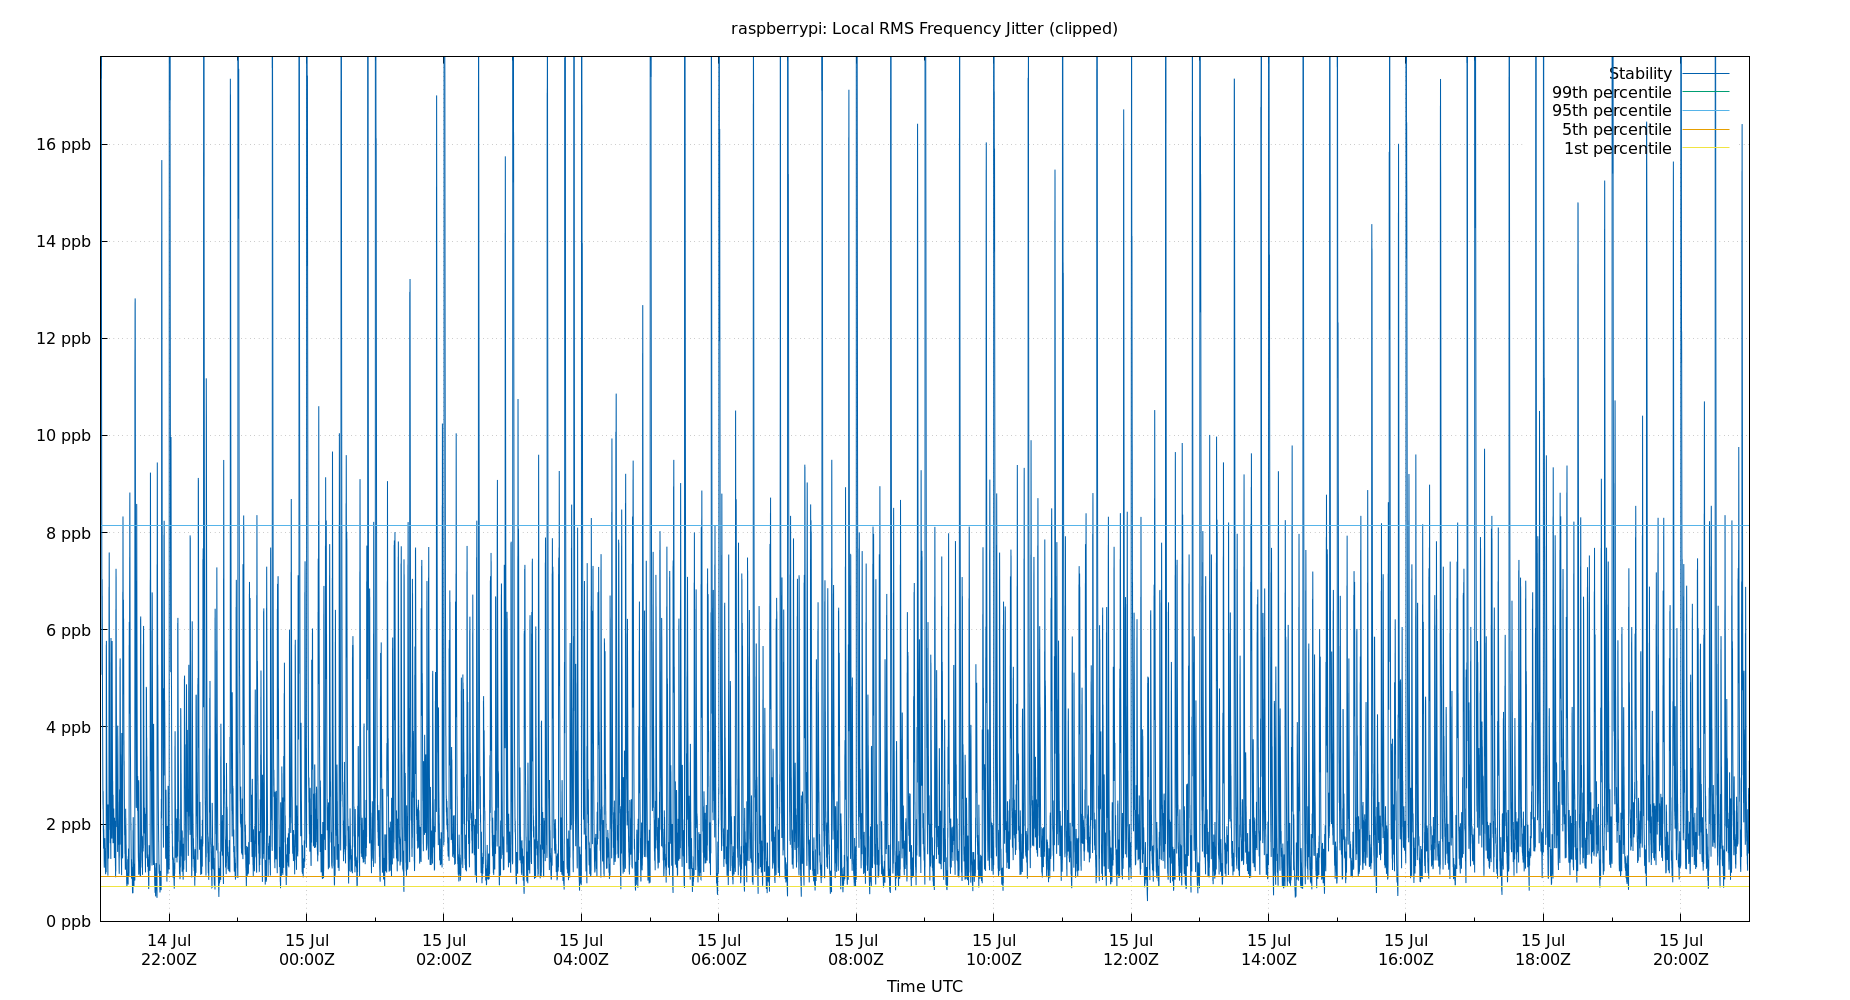 raspberrypi: Local RMS Frequency Jitter (clipped)
Stability
99th percentile
95th percentile
5th percentile
1st percentile
16 ppb
14 ppb
12 ppb
10 ppb
8 ppb
6 ppb
4 ppb
2 ppb
0 ppb
14 Jul 15 Jul 15 Jul 15 Jul 15 Jul 15 Jul 15 Jul 15 Jul 15 Jul 15 Jul 15 Jul 15 Jul
22:00Z 00:00Z 02:00Z 04:00Z 06:00Z 08:00Z 10:00Z 12:00Z 14:00Z 16:00Z 18:00Z 20:00Z
Time UTC